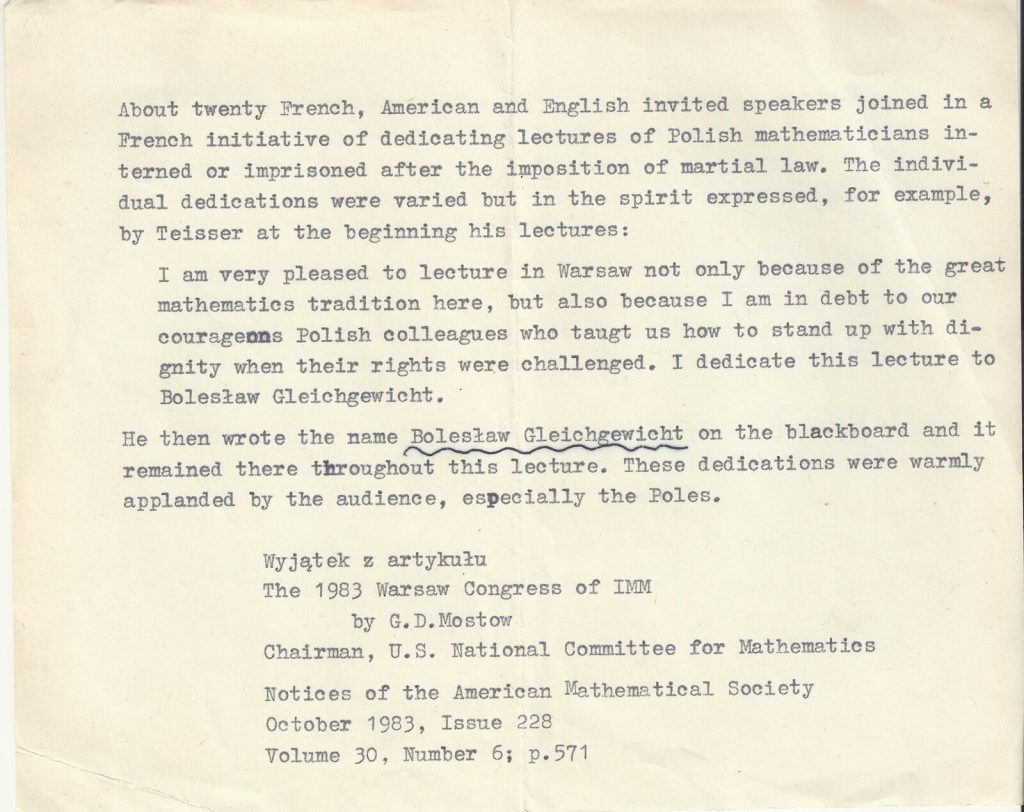 About twenty French, American and English invited speakers joined in a
French initiative of dedicating lectures of Polish mathematicians in-
terned or imprisoned after the imposition of martial law. The indivi-
dual dedications were varied but in the spirit expressed, for example,
by Teisser at the beginning his lectures:
I am very pleased to lecture in Warsaw not only because of the great
mathematics tradition here, but also because I am in debt to our
courageons Polish colleagues who taugt us how to stand up with di-
gnity when their rights were challenged. I dedicate this lecture to
Bolesław Gleichgewicht.
He then wrote the name Bolesław Gleichgewicht on the blackboard and it
remained there throughout this lecture. These dedications were warmly
applanded by the audience, especially the Poles.
Wyjątek z artykułu
The 1983 Warsaw Congress of IMM
by G.D.Mostow
Chairman, U.S. National Committee for Mathematics
Notices of the American Mathematical Society
October 1983, Issue 228
Volume 30, Number 6; p.571